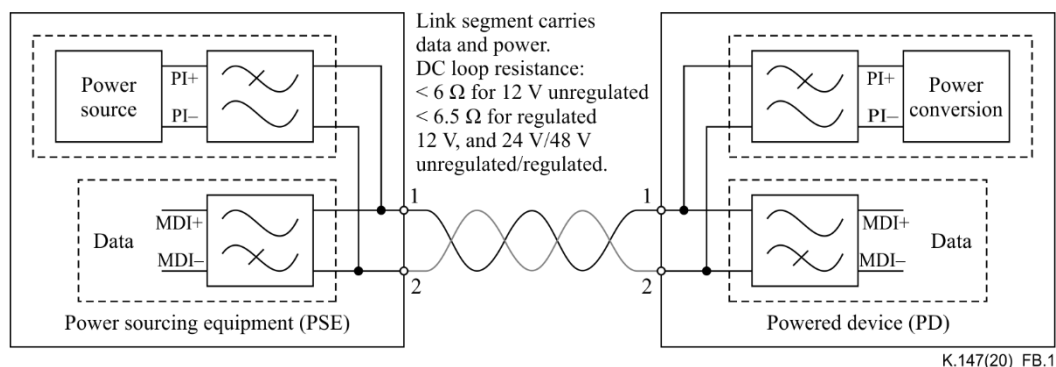 Link segment carries
data and power.
DC loop resistance:
< 6 Ω for 12 V unregulated
< 6.5 Ω for regulated
12 V, and 24 V/48 V
unregulated/regulated.
Power
source
PI+
PI–
MDI+
Data
MDI–
1
2
Power sourcing equipment (PSE)
PI+
PI–
Power
conversion
1
2
MDI+
Data
MDI–
Powered device (PD)
K.147(20)_FB.1